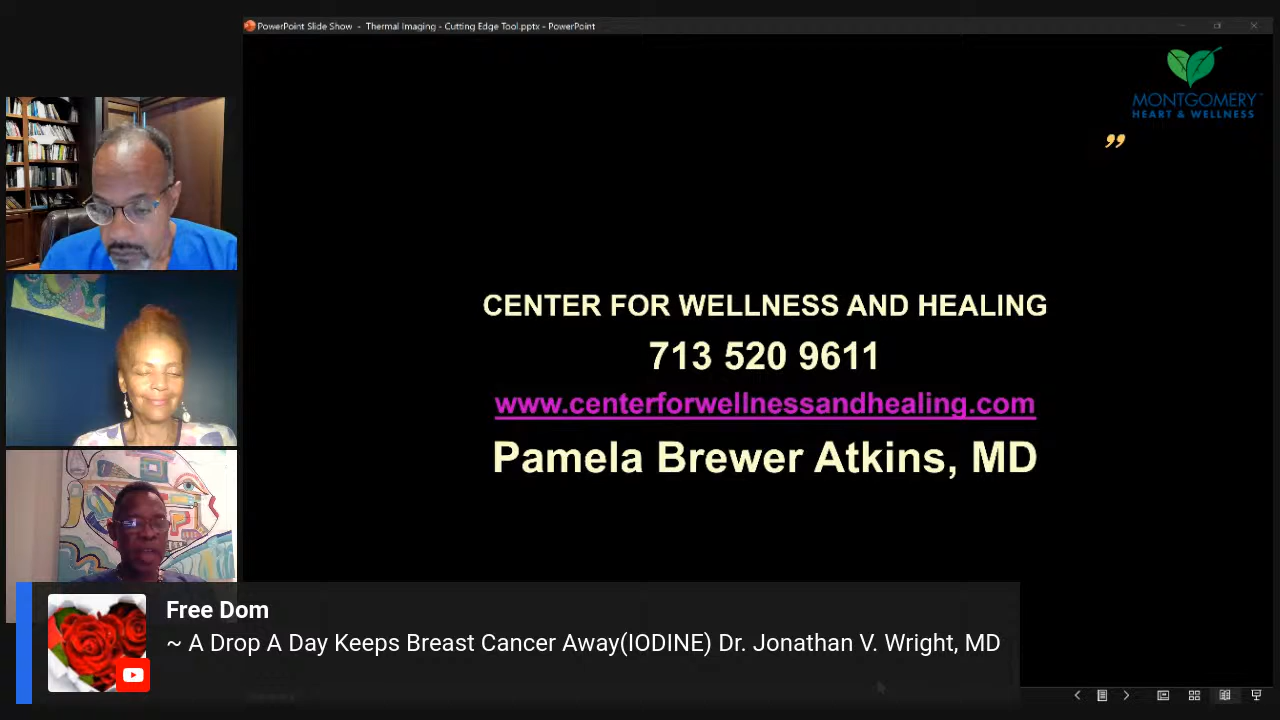 PowerPoint Slide Show - Thermal Imaging - Cutting Edge Tool.pptx - PowerPoint
MONTGOMERY™
HEART & WELLNESS
”
CENTER FOR WELLNESS AND HEALING
713 520 9611
www.centerforwellnessandhealing.com
Pamela Brewer Atkins, MD
Free Dom
~ A Drop A Day Keeps Breast Cancer Away(IODINE) Dr. Jonathan V. Wright, MD